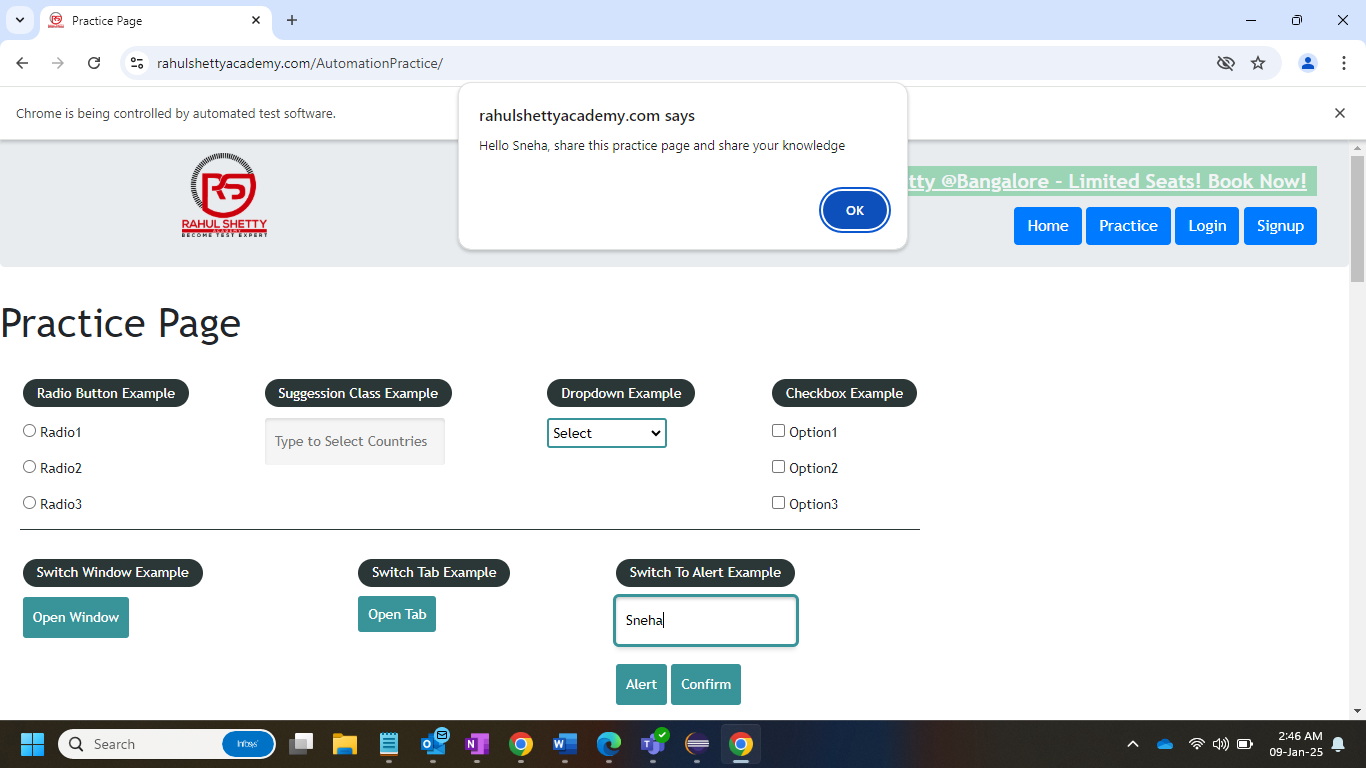 Practice Page
rahulshettyacademy.com/AutomationPractice/
Chrome is being controlled by automated test software.
rahulshettyacademy.com says
Hello Sneha, share this practice page and share your knowledge
OK
RS
RAHUL SHETTY
ACADEMY
BECOME TEST EXPERT
tty @Bangalore - Limited Seats! Book Now!
Home Practice Login Signup
Practice Page
Radio Button Example Suggession Class Example Dropdown Example Checkbox Example
Radio1 Type to Select Countries Select Option1
Radio2 Option2
Radio3 Option3
Switch Window Example Switch Tab Example Switch To Alert Example
Open Window Open Tab Sneha
Alert Confirm
Search Infosys 2:46 AM
09-Jan-25